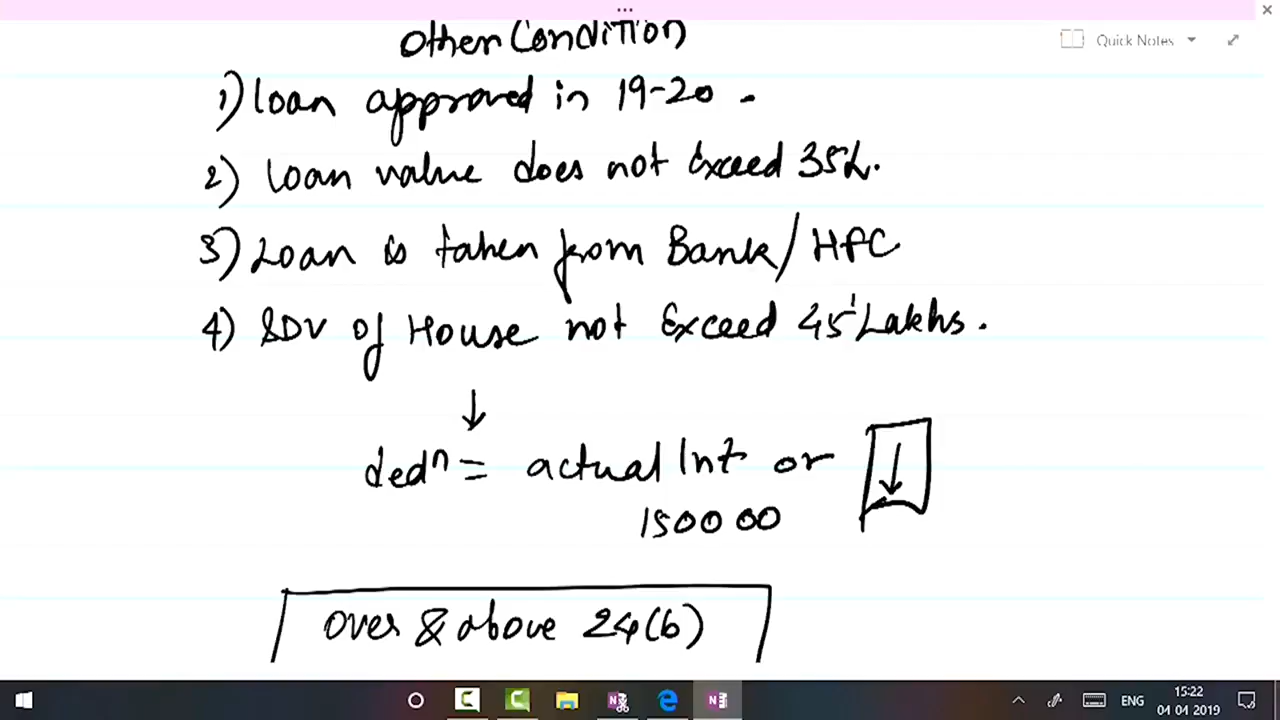 Quick Notes
Other Condition
1) Loan approved in 19-20 .
2) Loan value does not Exceed 35L.
3) Loan is taken from Bank/HFC
4) SDV of House not Exceed 45 Lakhs.
dedn = actual Int or
150000
over & above 24(b)
ENG
15:22
04 04 2019